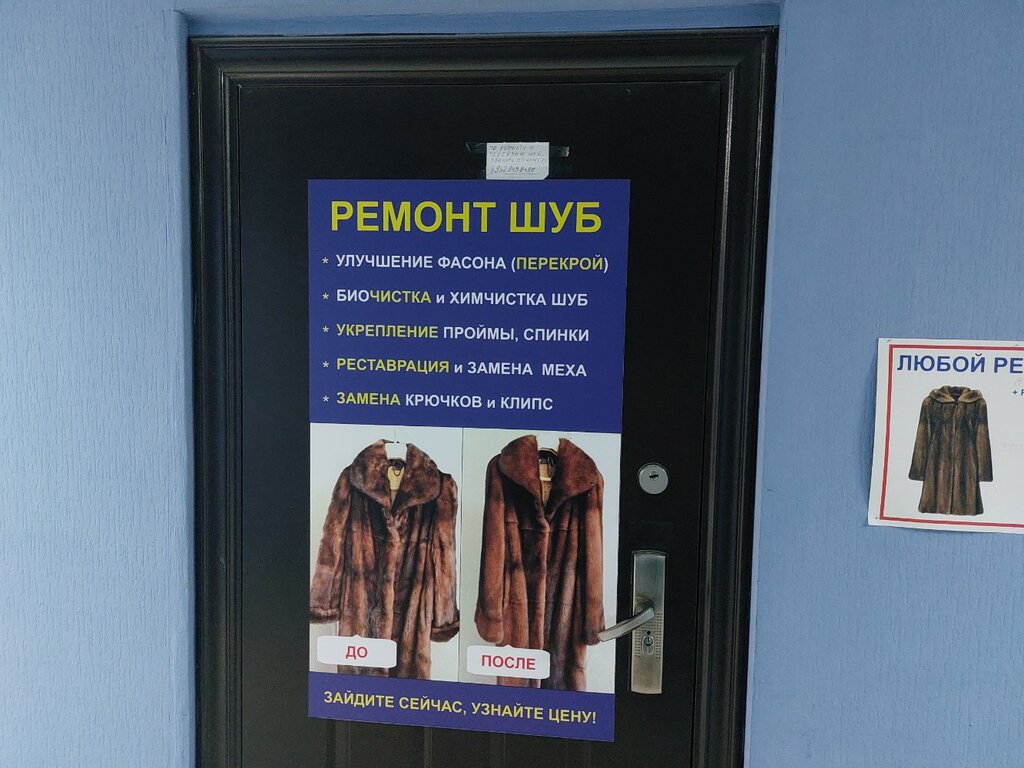 РЕМОНТ ШУБ
* УЛУЧШЕНИЕ ФАСОНА (ПЕРЕКРОЙ)
* БИОЧИСТКА и ХИМЧИСТКА ШУБ
* УКРЕПЛЕНИЕ ПРОЙМЫ, СПИНКИ
* РЕСТАВРАЦИЯ и ЗАМЕНА МЕХА
* ЗАМЕНА КРЮЧКОВ и КЛИПС
ДО
ПОСЛЕ
ЗАЙДИТЕ СЕЙЧАС, УЗНАЙТЕ ЦЕНУ!
ЛЮБОЙ РЕ